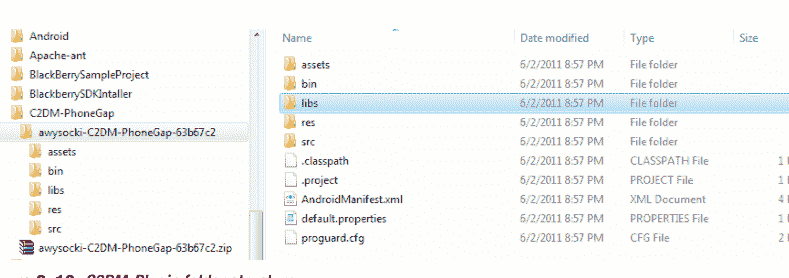 Android
Apache-ant
BlackBerrySampleProject
BlackberrySDKIntaller
C2DM-PhoneGap
awysocki-C2DM-PhoneGap-63b67c2
assets
bin
libs
res
src
awysocki-C2DM-PhoneGap-63b67c2.zip
Name Date modified Type Size
assets 6/2/2011 8:57 PM File folder
bin 6/2/2011 8:57 PM File folder
libs 6/2/2011 8:57 PM File folder
res 6/2/2011 8:57 PM File folder
src 6/2/2011 8:57 PM File folder
.classpath 6/2/2011 8:57 PM CLASSPATH File 1
.project 6/2/2011 8:57 PM PROJECT File 1
AndroidManifest.xml 6/2/2011 8:57 PM XML Document 4
default.properties 6/2/2011 8:57 PM PROPERTIES File 1
proguard.cfg 6/2/2011 8:57 PM CFG File 2